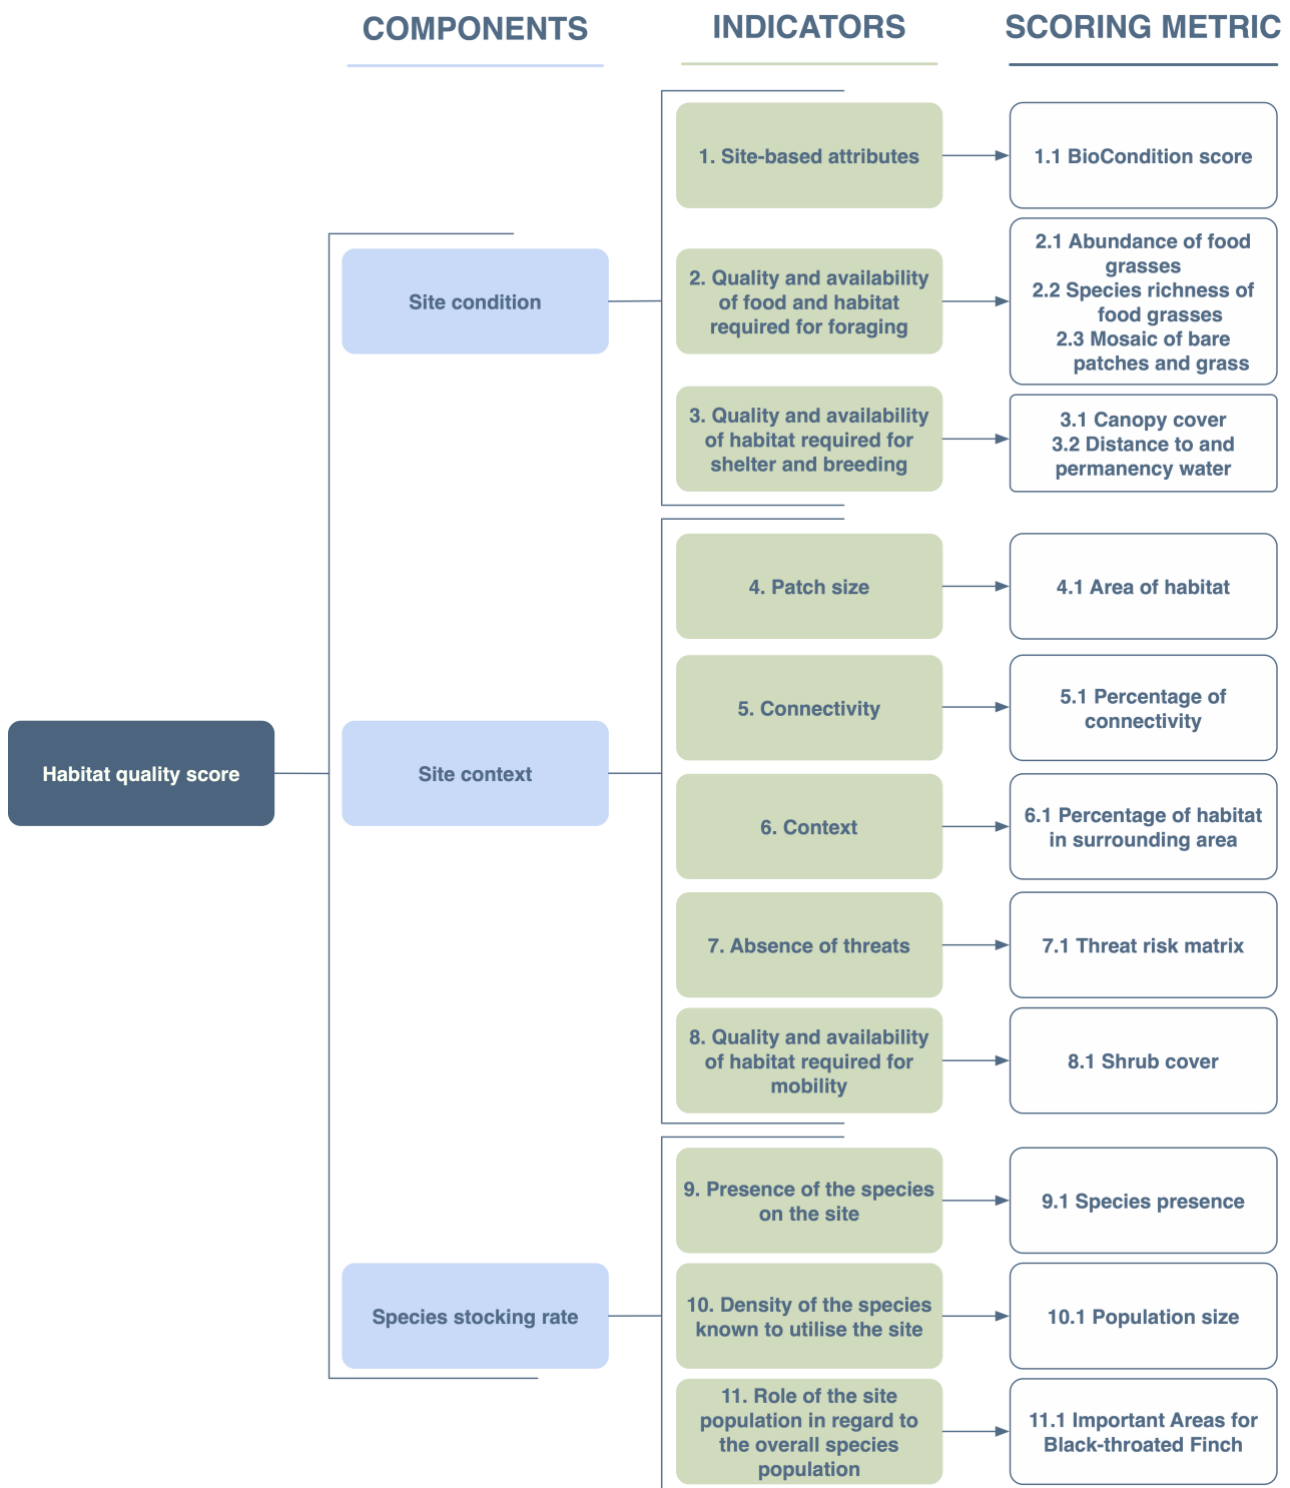 COMPONENTS
INDICATORS
SCORING METRIC
Habitat quality score
Site condition
1. Site-based attributes
1.1 BioCondition score
2. Quality and availability
of food and habitat
required for foraging
2.1 Abundance of food
grasses
2.2 Species richness of
food grasses
2.3 Mosaic of bare
patches and grass
3. Quality and availability
of habitat required for
shelter and breeding
3.1 Canopy cover
3.2 Distance to and
permanency water
Site context
4. Patch size
4.1 Area of habitat
5. Connectivity
5.1 Percentage of
connectivity
6. Context
6.1 Percentage of habitat
in surrounding area
7. Absence of threats
7.1 Threat risk matrix
8. Quality and availability
of habitat required for
mobility
8.1 Shrub cover
Species stocking rate
9. Presence of the species
on the site
9.1 Species presence
10. Density of the species
known to utilise the site
10.1 Population size
11. Role of the site
population in regard to
the overall species
population
11.1 Important Areas for
Black-throated Finch